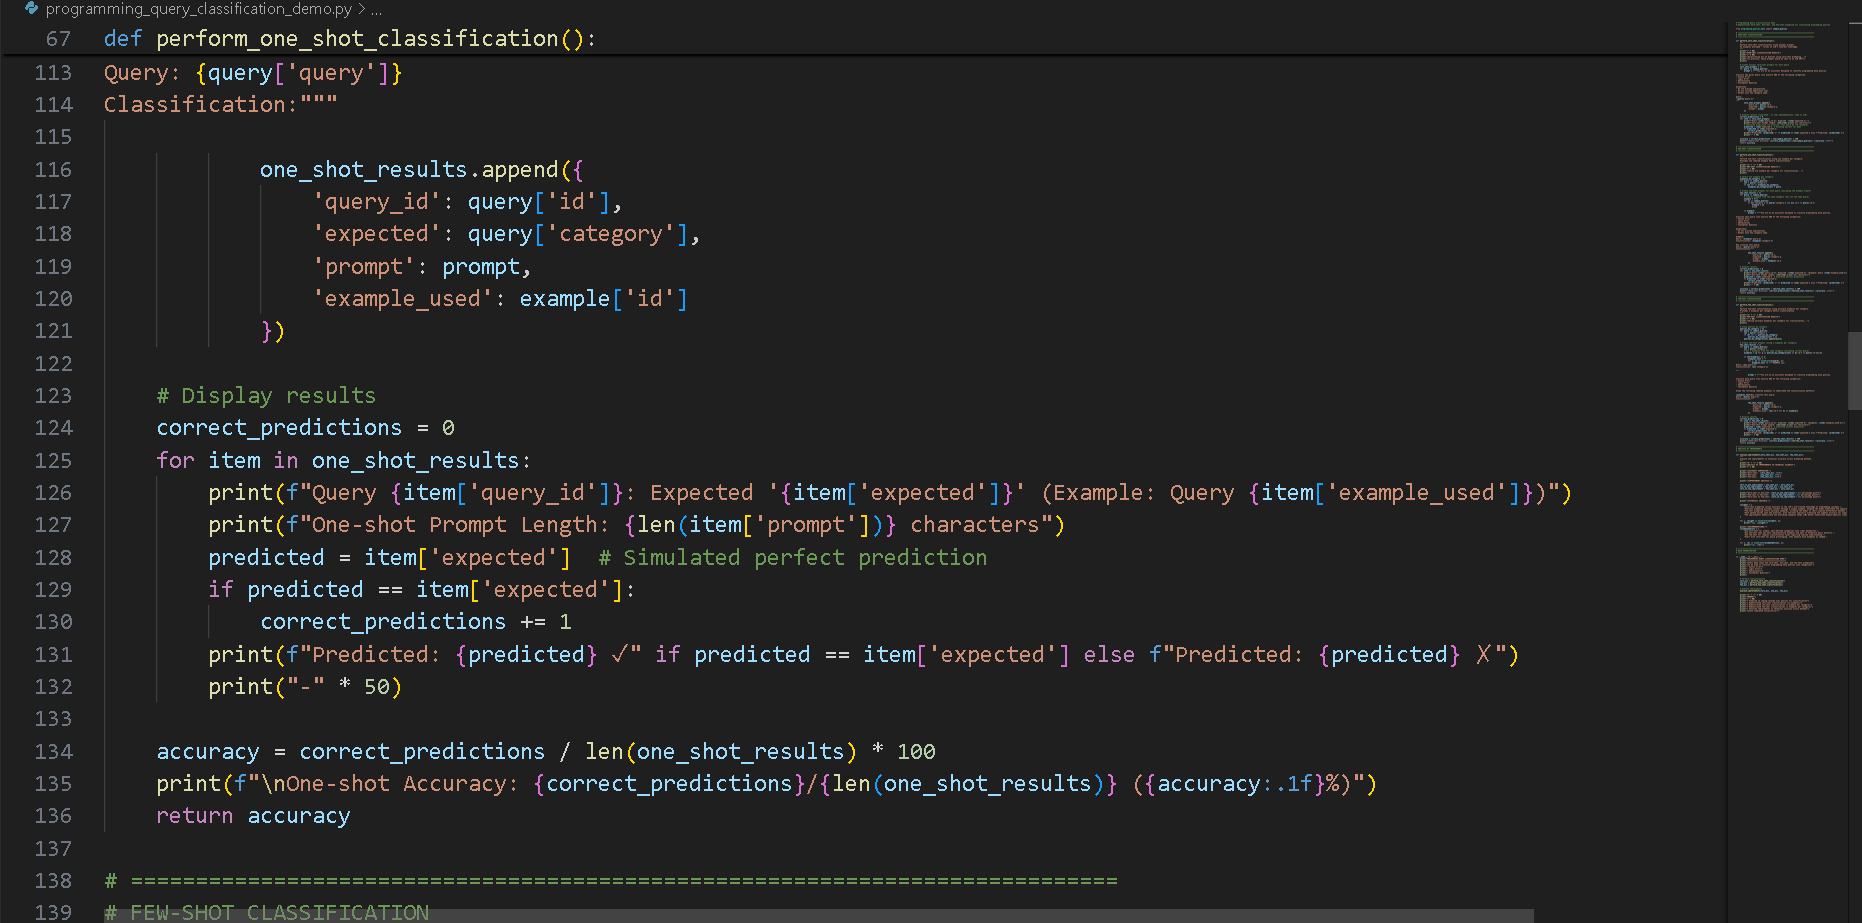 programming_query_classification_demo.py > ...
67 def perform_one_shot_classification():
113 Query: {query['query']}
114 Classification:"""
115
116 one_shot_results.append({
117 'query_id': query['id'],
118 'expected': query['category'],
119 'prompt': prompt,
120 'example_used': example['id']
121 })
122
123 # Display results
124 correct_predictions = 0
125 for item in one_shot_results:
126 print(f"Query {item['query_id']}: Expected '{item['expected']}' (Example: Query {item['example_used']})")
127 print(f"One-shot Prompt Length: {len(item['prompt'])} characters")
128 predicted = item['expected']  # Simulated perfect prediction
129 if predicted == item['expected']:
130 correct_predictions += 1
131 print(f"Predicted: {predicted} ✓" if predicted == item['expected'] else f"Predicted: {predicted} ✗")
132 print("-" * 50)
133
134 accuracy = correct_predictions / len(one_shot_results) * 100
135 print(f"\nOne-shot Accuracy: {correct_predictions}/{len(one_shot_results)} ({accuracy:.1f}%)")
136 return accuracy
137
138 # ============================================================================
139 # FEW-SHOT CLASSIFICATION